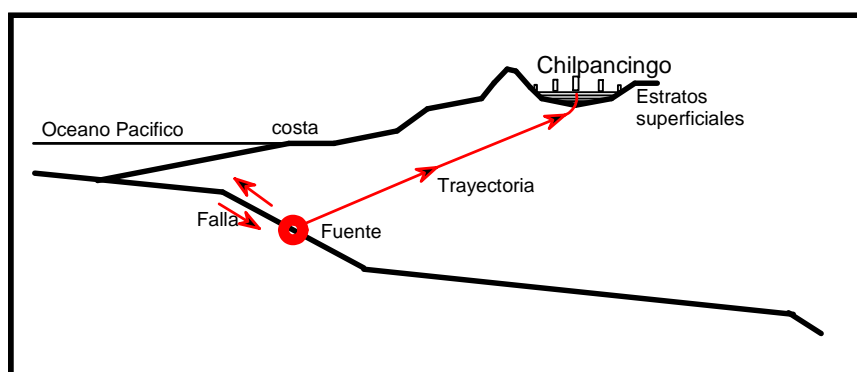 Chilpancingo
Estratos
superficiales
Oceano Pacifico
costa
Trayectoria
Falla
Fuente